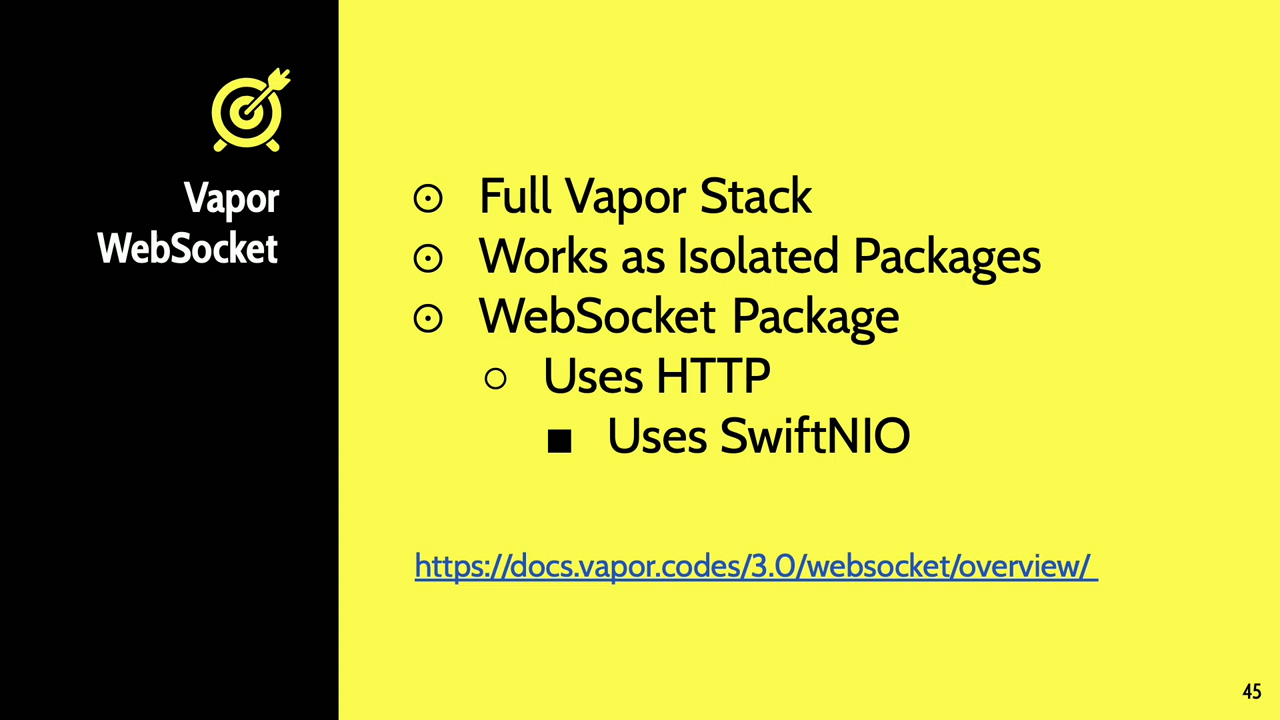 Vapor
WebSocket
Full Vapor Stack
Works as Isolated Packages
WebSocket Package
Uses HTTP
Uses SwiftNIO
https://docs.vapor.codes/3.0/websocket/overview/
45